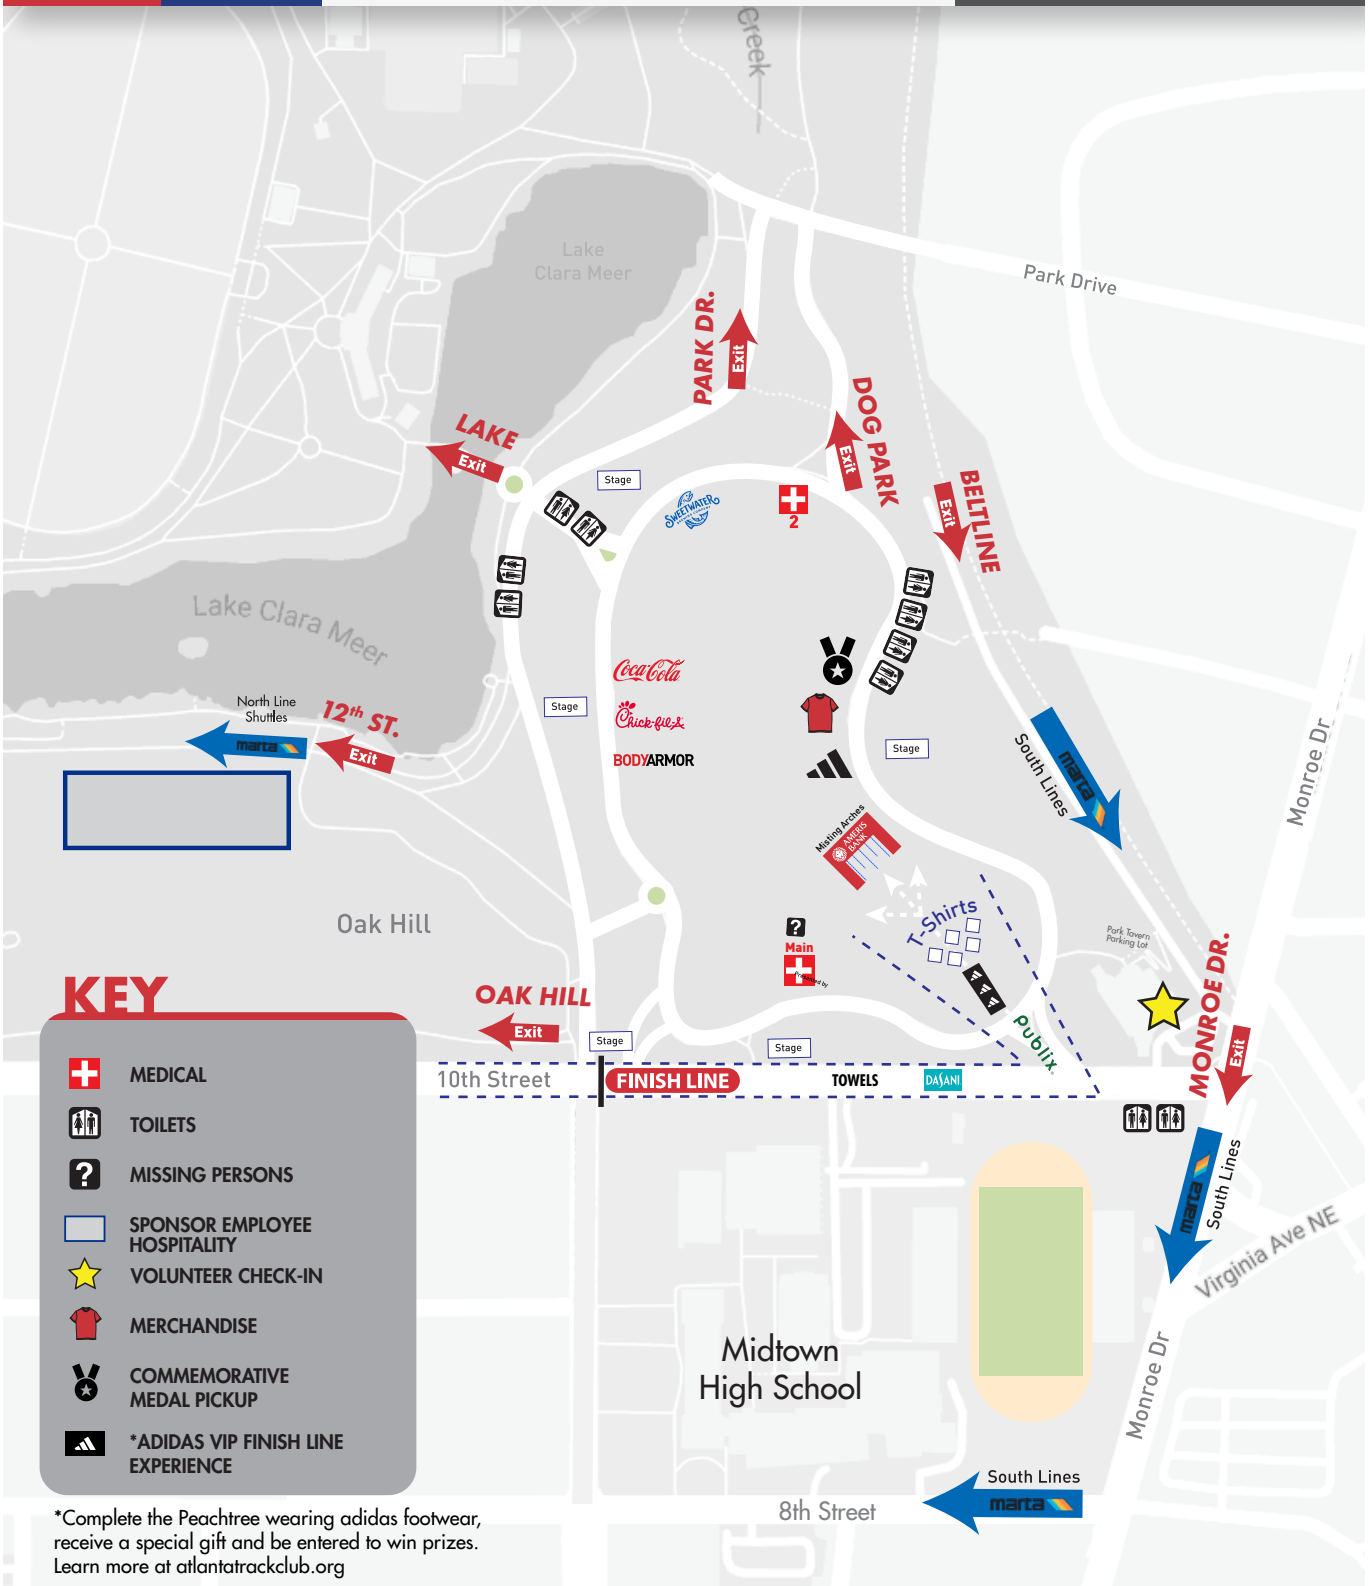 Creek
Lake
Clara Meer
Park Drive
PARK DR.
Exit
DOG PARK
Exit
LAKE
Exit
BELTLINE
Exit
Stage
SWEETWATER
2
Lake Clara Meer
Coca-Cola
Chick-fil-A
BODYARMOR
North Line
Shuttles
marta
12th ST.
Exit
Stage
Stage
South Lines
marta
Monroe Dr
Misting Arches
AMERIS
BANK
T-Shirts
Oak Hill
Main
Presented by
Park Tavern
Parking Lot
MONROE DR.
Exit
OAK HILL
Exit
Stage
Stage
Publix.
10th Street
FINISH LINE
TOWELS
DASANI
marta
South Lines
Virginia Ave NE
Midtown
High School
Monroe Dr
South Lines
marta
8th Street
KEY
MEDICAL
TOILETS
?
MISSING PERSONS
SPONSOR EMPLOYEE
HOSPITALITY
VOLUNTEER CHECK-IN
MERCHANDISE
COMMEMORATIVE
MEDAL PICKUP
*ADIDAS VIP FINISH LINE
EXPERIENCE
*Complete the Peachtree wearing adidas footwear,
receive a special gift and be entered to win prizes.
Learn more at atlantatrackclub.org